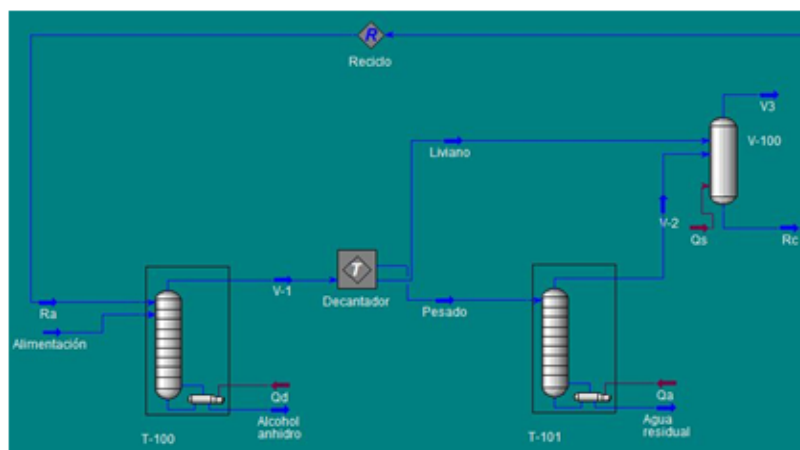 R
Reciclo
V3
V-100
Liviano
V-2
Qs
Rc
T
V-1
Decantador
Ra
Pesado
Alimentación
Qd
Alcohol
anhidro
Qa
Agua
residual
T-100
T-101